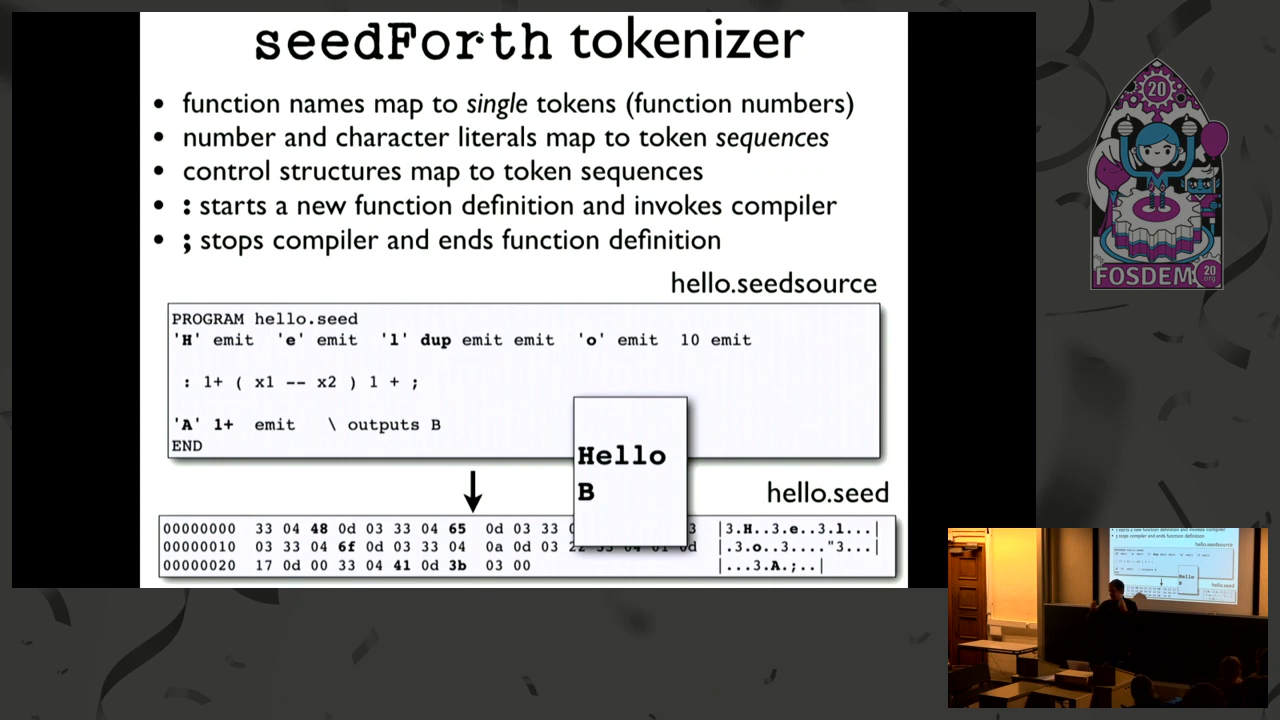 seedForth tokenizer
• function names map to single tokens (function numbers)
• number and character literals map to token sequences
• control structures map to token sequences
• : starts a new function definition and invokes compiler
• ; stops compiler and ends function definition
hello.seedsource
PROGRAM hello.seed
'H' emit 'e' emit 'l' dup emit emit 'o' emit 10 emit
: 1+ ( x1 -- x2 ) 1 + ;
'A' 1+ emit \ outputs B
END
Hello
B
hello.seed
00000000 33 04 48 0d 03 33 04 65 0d 03 33 |3.H..3.e..3.l...|
00000010 03 33 04 6f 0d 03 33 04 0a 0d 03 |.3.o..3...."3...|
00000020 17 0d 00 33 04 41 0d 3b 03 00 |...3.A.;..|
20
FOSDEM 20
.org